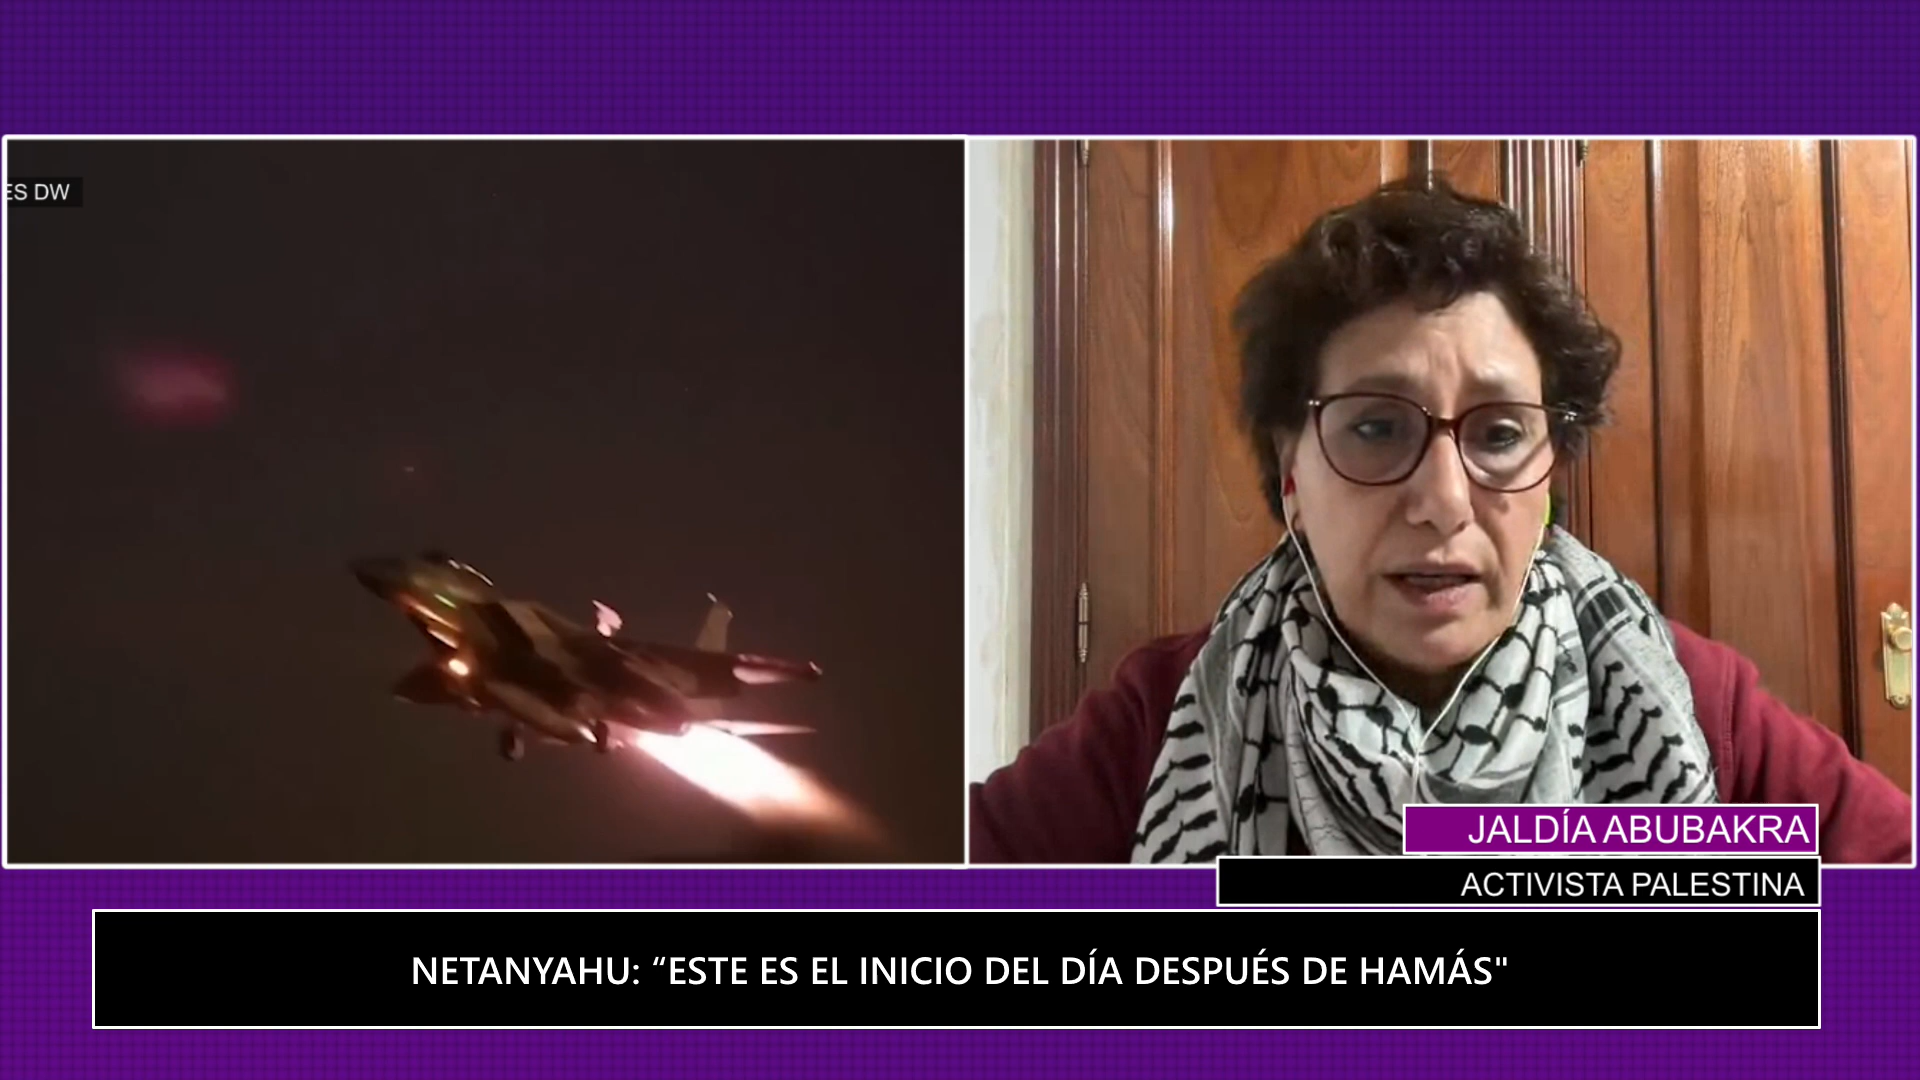 ES DW
JALDÍA ABUBAKRA
ACTIVISTA PALESTINA
NETANYAHU: “ESTE ES EL INICIO DEL DÍA DESPUÉS DE HAMÁS"